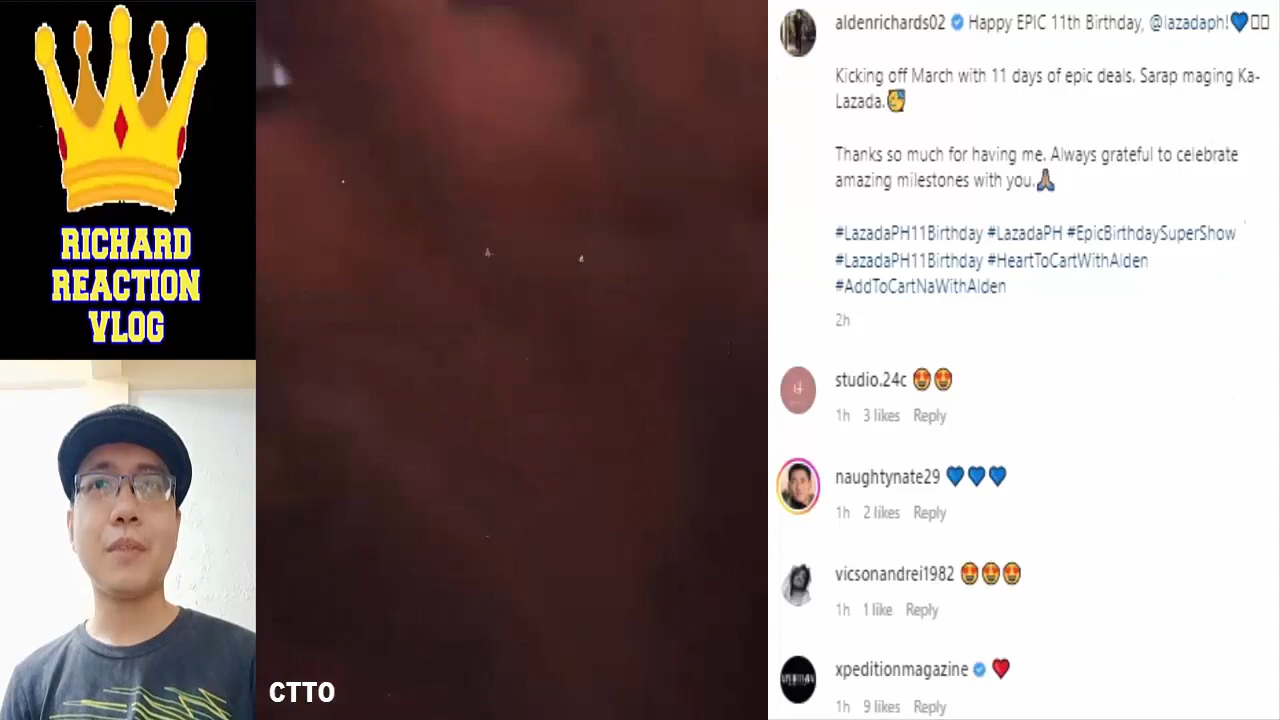 RICHARD
REACTION
VLOG
CTTO
aldenrichards02 Happy EPIC 11th Birthday, @lazadaph!💙
Kicking off March with 11 days of epic deals. Sarap maging Ka-
Lazada.
Thanks so much for having me. Always grateful to celebrate
amazing milestones with you.🙏🏽
#LazadaPH11Birthday #LazadaPH #EpicBirthdaySuperShow
#LazadaPH11Birthday #HeartToCartWithAlden
#AddToCartNaWithAlden
2h
studio.24c 🤩🤩
1h 3 likes Reply
naughtynate29 💙💙💙
1h 2 likes Reply
vicsonandrei1982 🤩🤩🤩
1h 1 like Reply
xpeditionmagazine ❤️
1h 9 likes Reply